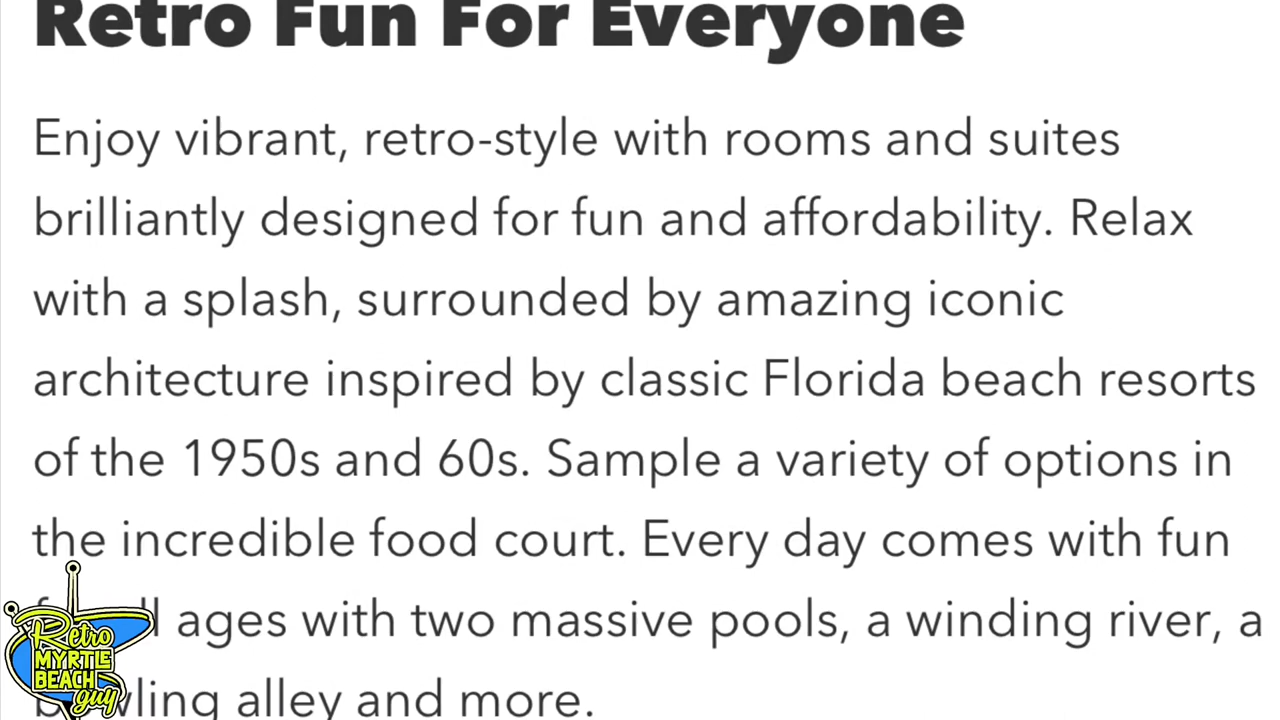 Retro Fun For Everyone
Enjoy vibrant, retro-style with rooms and suites
brilliantly designed for fun and affordability. Relax
with a splash, surrounded by amazing iconic
architecture inspired by classic Florida beach resorts
of the 1950s and 60s. Sample a variety of options in
the incredible food court. Every day comes with fun
ages with two massive pools, a winding river, a
alley and more.
Retro
MYRTLE
BEACH
guy